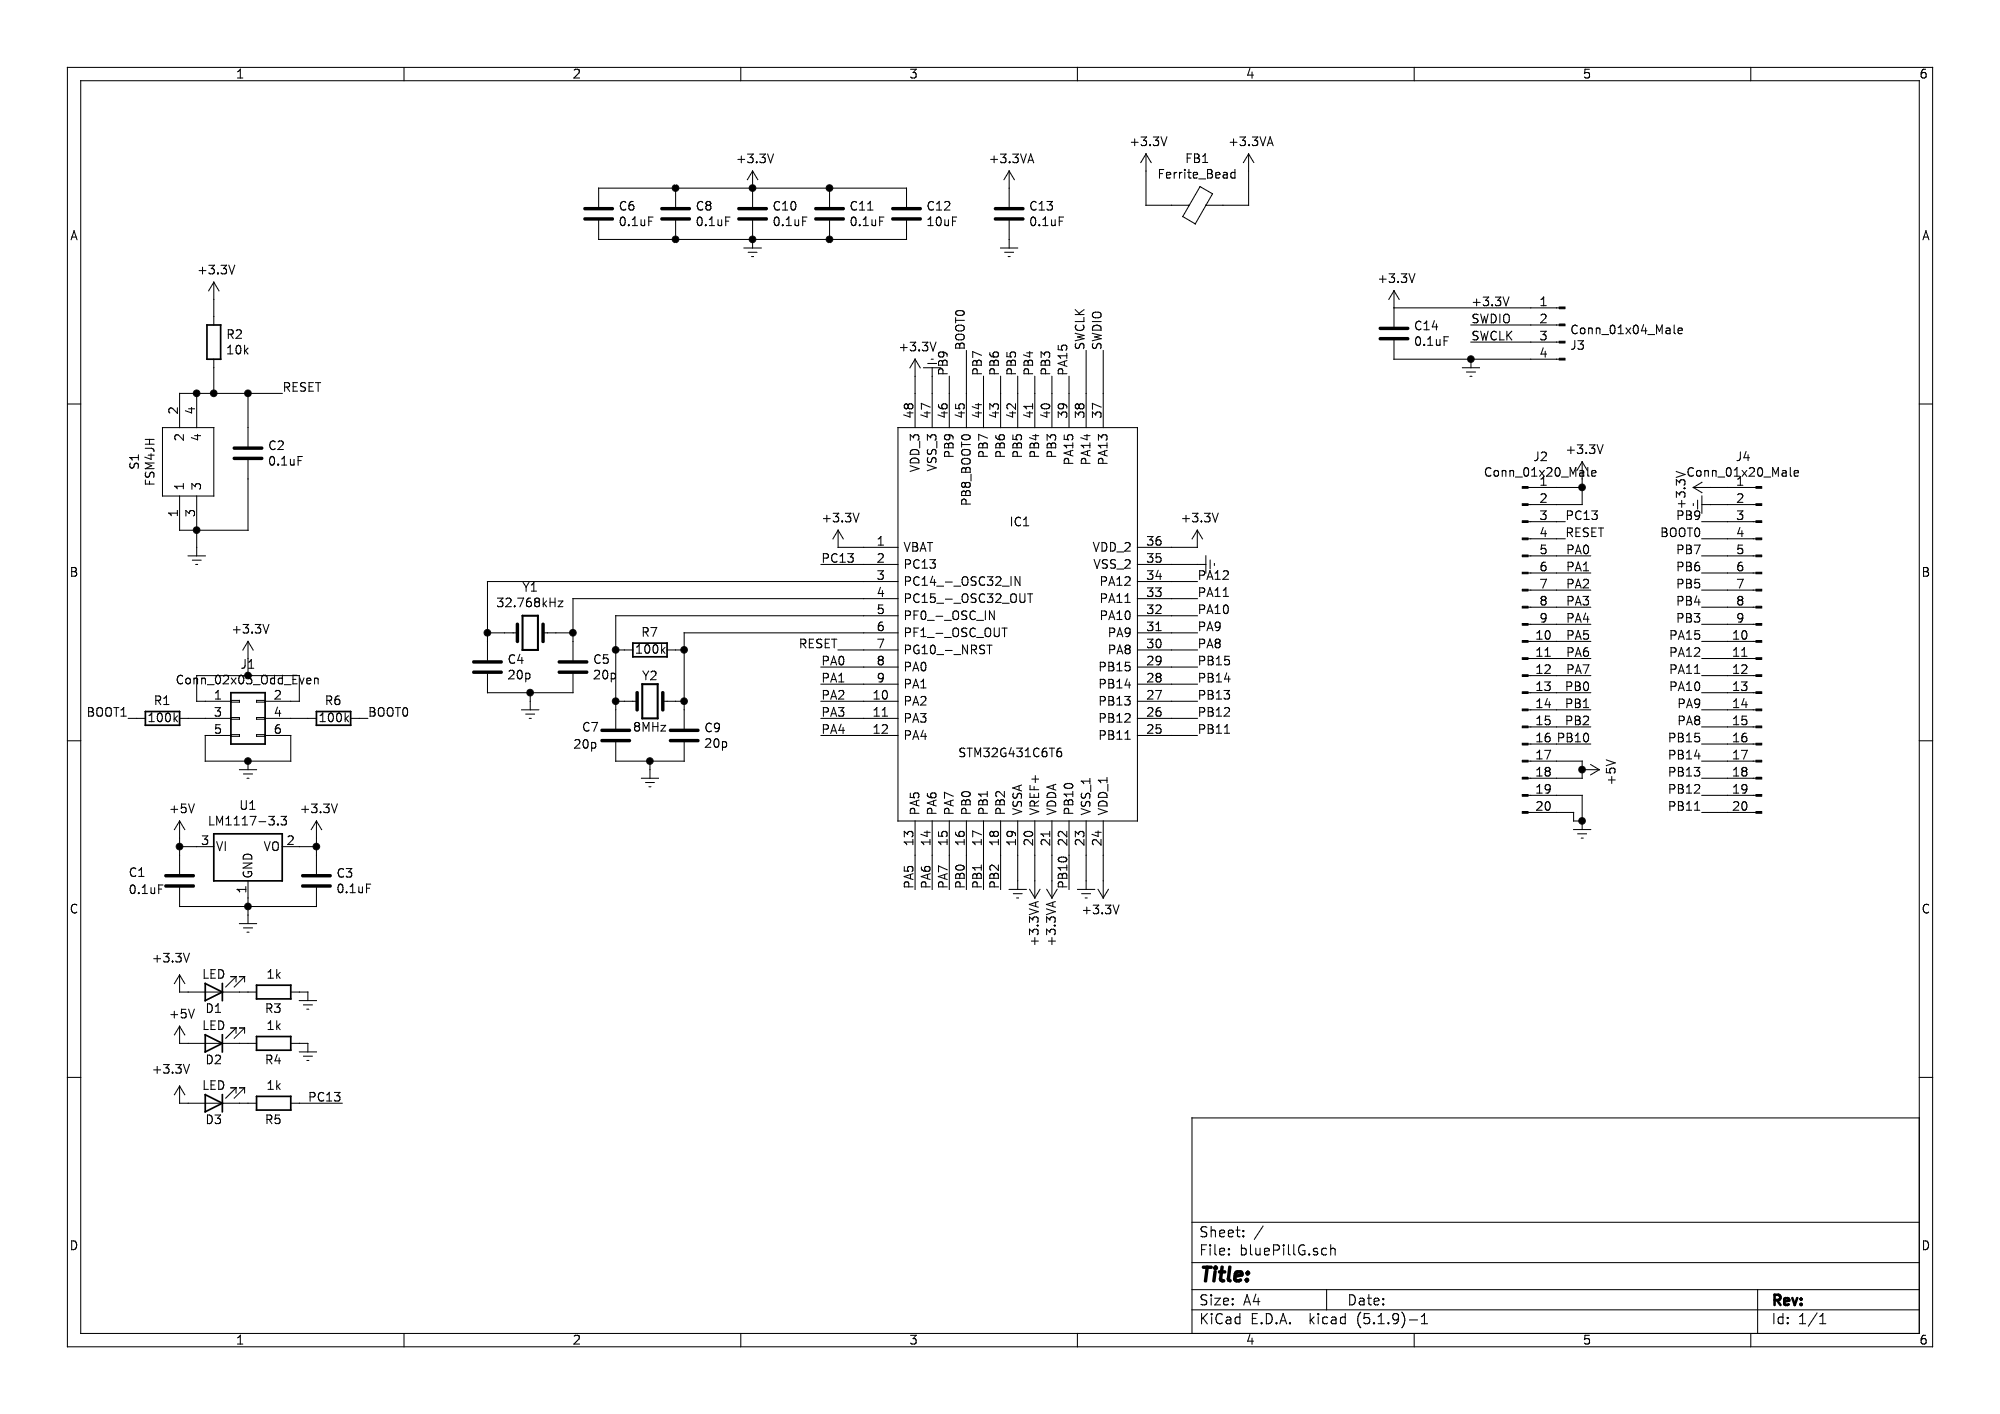 1 2 3 4 5 6
A A
B B
C C
D D
1 2 3 4 5 6
+3.3V
C6
0.1uF
C8
0.1uF
C10
0.1uF
C11
0.1uF
C12
10uF
+3.3VA
C13
0.1uF
+3.3V
+3.3VA
FB1
Ferrite_Bead
+3.3V
R2
10k
RESET
2 4
2 4
S1
FSM4JH
1 3
1 3
C2
0.1uF
+3.3V
J1
Conn_02x03_Odd_Even
1 2
3 4
5 6
BOOT1
R1
100k
R6
100k
BOOT0
U1
LM1117-3.3
+5V
+3.3V
3 VI VO 2
GND
1
C1
0.1uF
C3
0.1uF
+3.3V
LED
D1
1k
R3
+5V
LED
D2
1k
R4
+3.3V
LED
D3
1k
R5
PC13
Y1
32.768kHz
C4
20p
C5
20p
R7
100k
Y2
8MHz
C7
20p
C9
20p
+3.3V
PB9
BOOT0
PB7
PB6
PB5
PB4
PB3
PA15
SWCLK
SWDIO
48 47 46 45 44 43 42 41 40 39 38 37
VDD_3
VSS_3
PB9
PB8_BOOT0
PB7
PB6
PB5
PB4
PB3
PA15
PA14
PA13
IC1
+3.3V
1 VBAT
PC13 2 PC13
3 PC14_-_OSC32_IN
4 PC15_-_OSC32_OUT
5 PF0_-_OSC_IN
6 PF1_-_OSC_OUT
RESET 7 PG10_-_NRST
PA0 8 PA0
PA1 9 PA1
PA2 10 PA2
PA3 11 PA3
PA4 12 PA4
+3.3V
VDD_2 36
VSS_2 35
PA12 34 PA12
PA11 33 PA11
PA10 32 PA10
PA9 31 PA9
PA8 30 PA8
PB15 29 PB15
PB14 28 PB14
PB13 27 PB13
PB12 26 PB12
PB11 25 PB11
STM32G431C6T6
PA5
PA6
PA7
PB0
PB1
PB2
VSSA
VREF+
VDDA
PB10
VSS_1
VDD_1
13 14 15 16 17 18 19 20 21 22 23 24
PA5
PA6
PA7
PB0
PB1
PB2
+3.3VA
+3.3VA
PB10
+3.3V
+3.3V
+3.3V 1
SWDIO 2
SWCLK 3
4
C14
0.1uF
Conn_01x04_Male
J3
J2
+3.3V
Conn_01x20_Male
1
2
3 PC13
4 RESET
5 PA0
6 PA1
7 PA2
8 PA3
9 PA4
10 PA5
11 PA6
12 PA7
13 PB0
14 PB1
15 PB2
16 PB10
17
18
+5V
19
20
J4
Conn_01x20_Male
+3.3V
1
2
PB9 3
BOOT0 4
PB7 5
PB6 6
PB5 7
PB4 8
PB3 9
PA15 10
PA12 11
PA11 12
PA10 13
PA9 14
PA8 15
PB15 16
PB14 17
PB13 18
PB12 19
PB11 20
Sheet: /
File: bluePillG.sch
Title:
Size: A4 Date: Rev:
KiCad E.D.A. kicad (5.1.9)-1 Id: 1/1